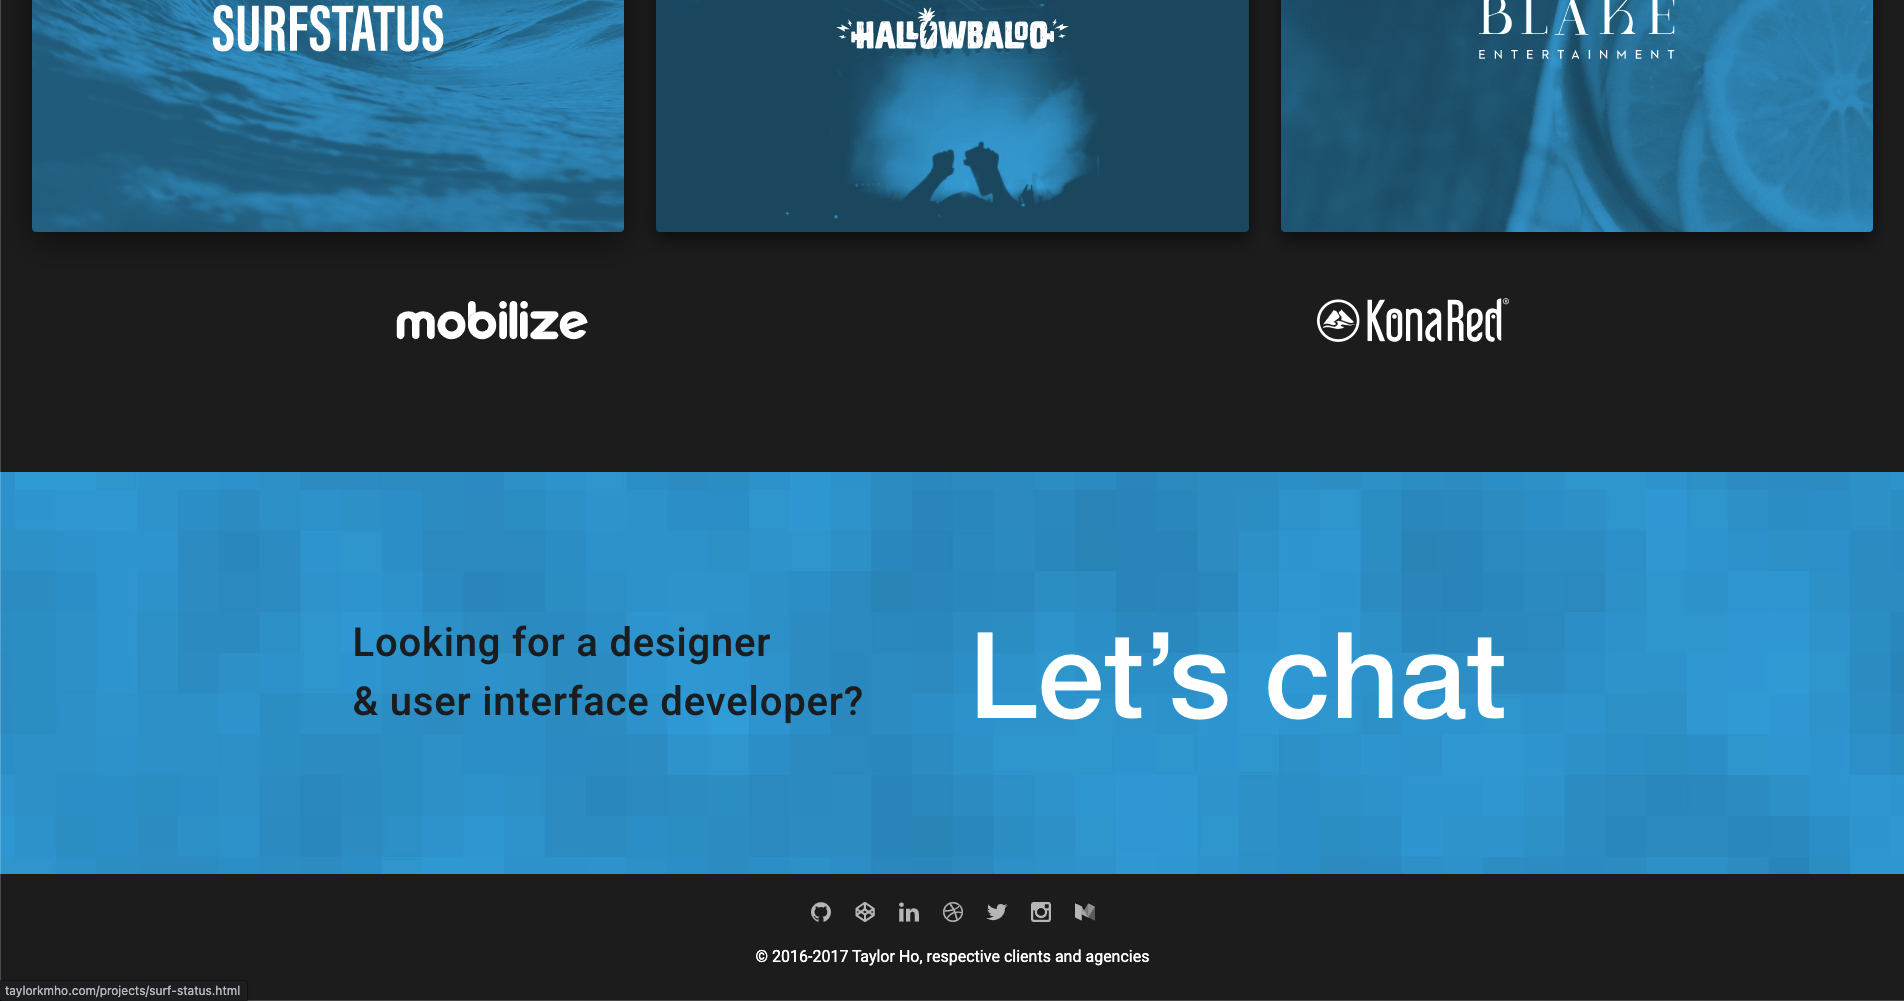 SURFSTATUS
HALLOWBALOO
BLAKE
ENTERTAINMENT
mobilize
KonaRed®
Looking for a designer
& user interface developer?
Let’s chat
in
© 2016-2017 Taylor Ho, respective clients and agencies
taylorkmho.com/projects/surf-status.html